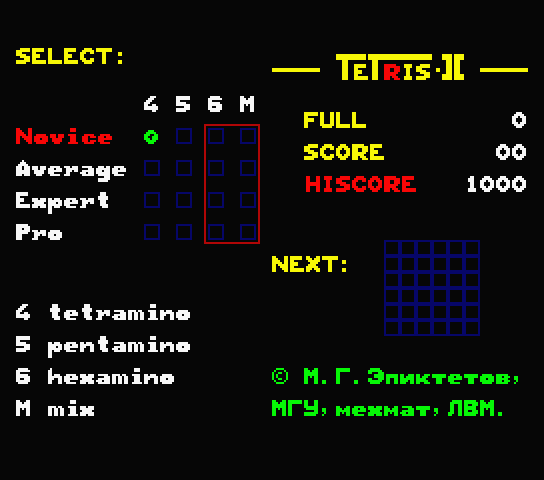 SELECT:
4 5 6 M
Novice
Average
Expert
Pro
4 tetramino
5 pentamino
6 hexamino
M mix
TETRIS·II
FULL 0
SCORE 00
HISCORE 1000
NEXT:
© М. Г. Эпиктетов,
МГУ, мехмат, ЛВМ.